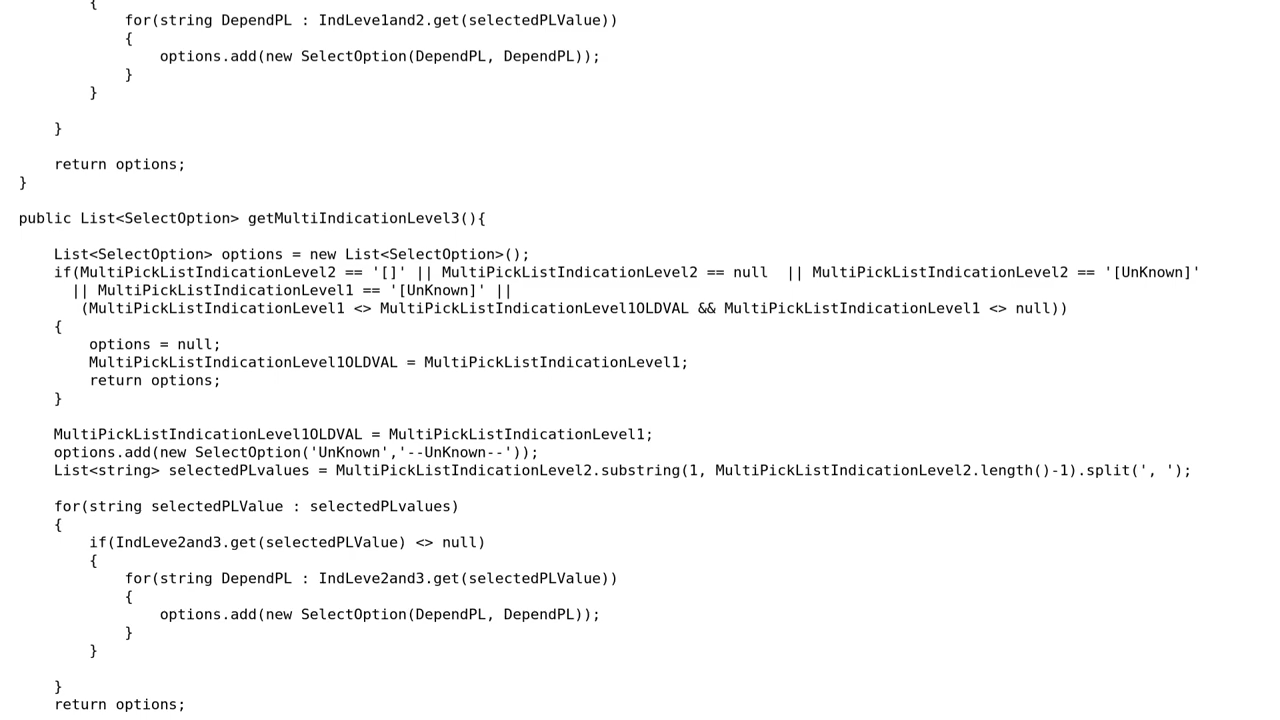 {
for(string DependPL : IndLeve1and2.get(selectedPLValue))
{
options.add(new SelectOption(DependPL, DependPL));
}
}
}
return options;
}
public List<SelectOption> getMultiIndicationLevel3(){
List<SelectOption> options = new List<SelectOption>();
if(MultiPickListIndicationLevel2 == '[]' || MultiPickListIndicationLevel2 == null  || MultiPickListIndicationLevel2 == '[UnKnown]'
|| MultiPickListIndicationLevel1 == '[UnKnown]' ||
(MultiPickListIndicationLevel1 <> MultiPickListIndicationLevel1OLDVAL && MultiPickListIndicationLevel1 <> null))
{
options = null;
MultiPickListIndicationLevel1OLDVAL = MultiPickListIndicationLevel1;
return options;
}
MultiPickListIndicationLevel1OLDVAL = MultiPickListIndicationLevel1;
options.add(new SelectOption('UnKnown','--UnKnown--'));
List<string> selectedPLvalues = MultiPickListIndicationLevel2.substring(1, MultiPickListIndicationLevel2.length()-1).split(', ');
for(string selectedPLValue : selectedPLvalues)
{
if(IndLeve2and3.get(selectedPLValue) <> null)
{
for(string DependPL : IndLeve2and3.get(selectedPLValue))
{
options.add(new SelectOption(DependPL, DependPL));
}
}
}
return options;